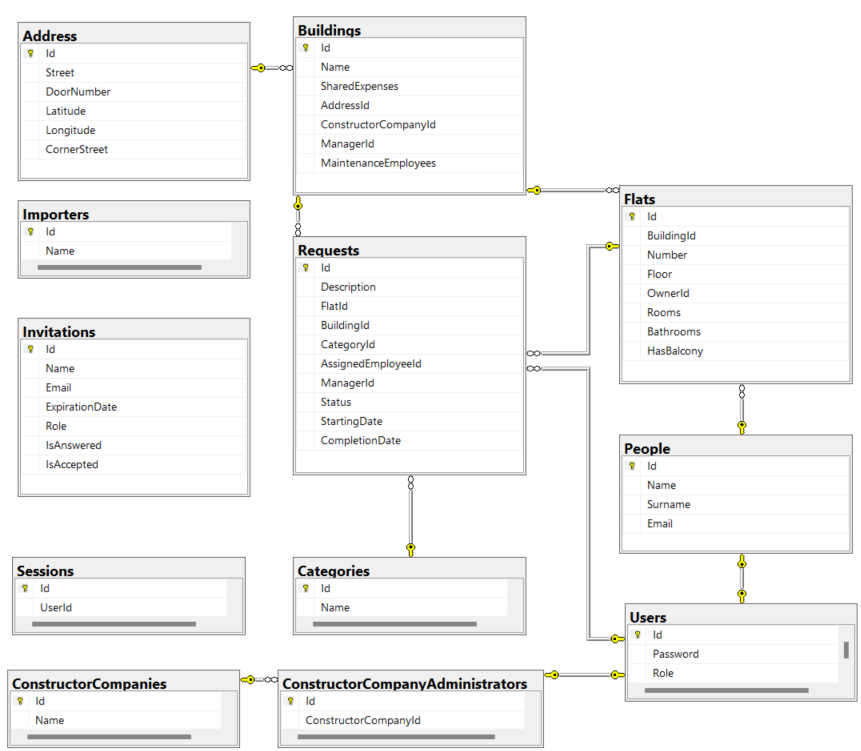 Address
Id
Street
DoorNumber
Latitude
Longitude
CornerStreet
Buildings
Id
Name
SharedExpenses
AddressId
ConstructorCompanyId
ManagerId
MaintenanceEmployees
Importers
Id
Name
Flats
Id
BuildingId
Number
Floor
OwnerId
Rooms
Bathrooms
HasBalcony
Requests
Id
Description
FlatId
BuildingId
CategoryId
AssignedEmployeeId
ManagerId
Status
StartingDate
CompletionDate
Invitations
Id
Name
Email
ExpirationDate
Role
IsAnswered
IsAccepted
People
Id
Name
Surname
Email
Sessions
Id
UserId
Categories
Id
Name
Users
Id
Password
Role
ConstructorCompanies
Id
Name
ConstructorCompanyAdministrators
Id
ConstructorCompanyId